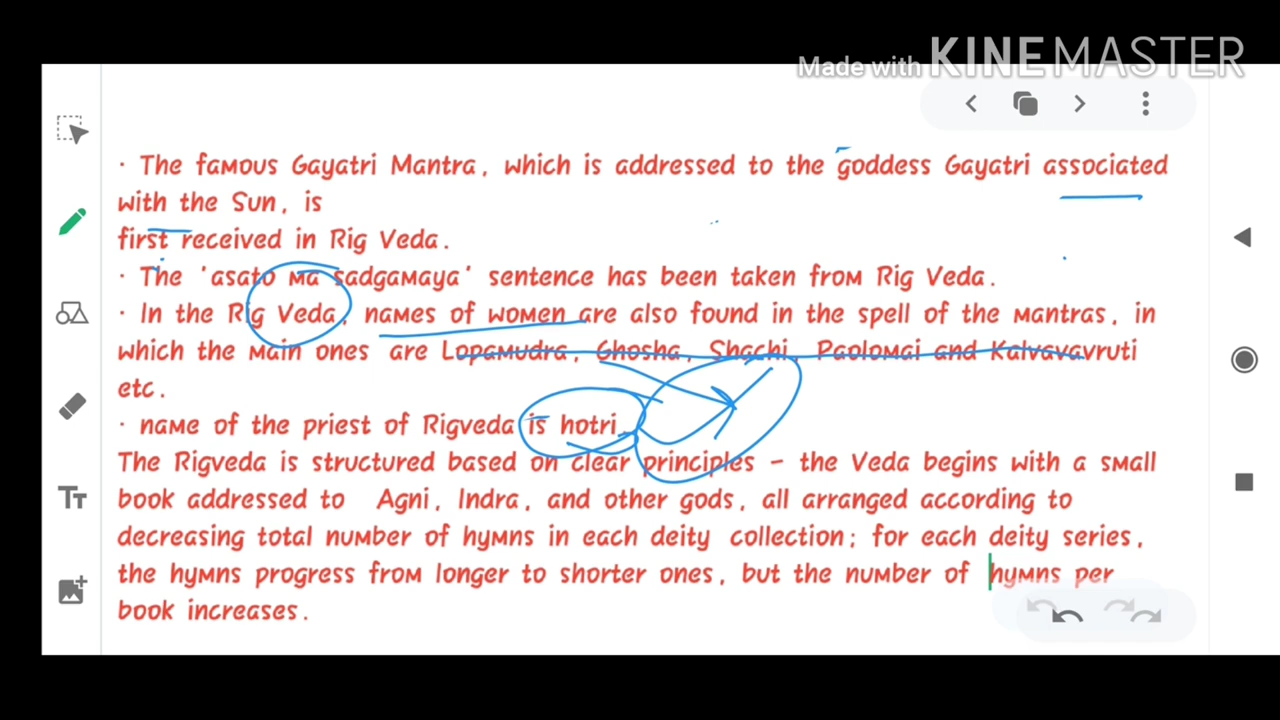 Made with KINEMASTER
· The famous Gayatri Mantra, which is addressed to the goddess Gayatri associated
with the Sun, is
first received in Rig Veda.
· The 'asato ma sadgamaya' sentence has been taken from Rig Veda.
· In the Rig Veda, names of women are also found in the spell of the mantras, in
which the main ones are Lopamudra, Ghosha, Shachi, Paolomai and Kalvavavruti
etc.
· name of the priest of Rigveda is hotri.
The Rigveda is structured based on clear principles - the Veda begins with a small
book addressed to Agni, Indra, and other gods, all arranged according to
decreasing total number of hymns in each deity collection; for each deity series,
the hymns progress from longer to shorter ones, but the number of hymns per
book increases.
Tт